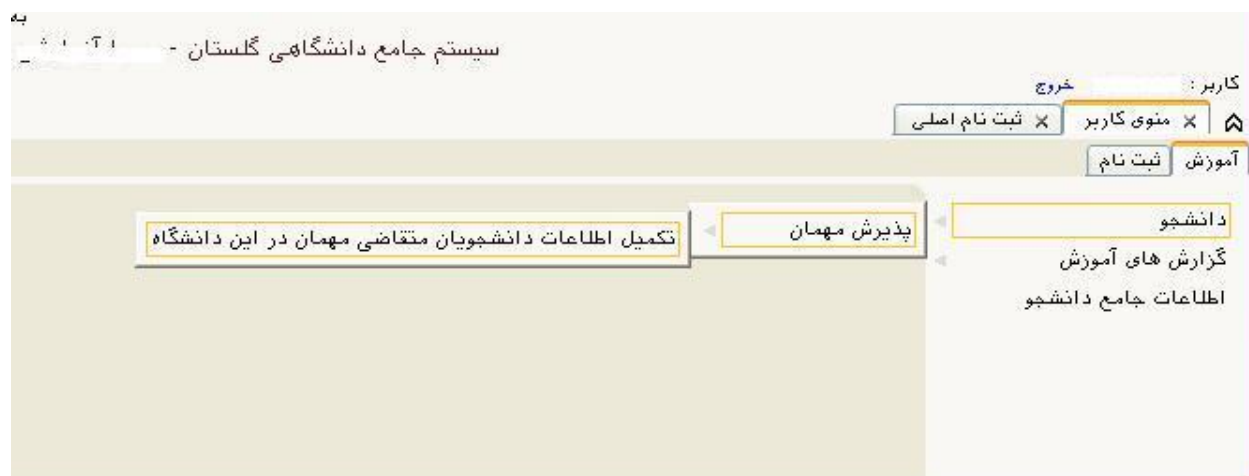 به
سیستم جامع دانشگاهی گلستان -
کاربر : خروج
منوی کاربر × ثبت نام اصلی ×
آموزش ثبت نام
دانشجو
پذیرش مهمان
تکمیل اطلاعات دانشجویان متقاضی مهمان در این دانشگاه
گزارش های آموزش
اطلاعات جامع دانشجو